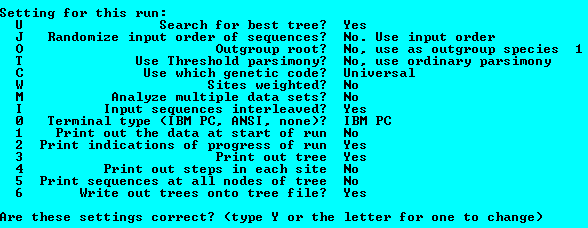 Setting for this run:
U Search for best tree? Yes
J Randomize input order of sequences? No. Use input order
O Outgroup root? No, use as outgroup species 1
T Use Threshold parsimony? No, use ordinary parsimony
C Use which genetic code? Universal
W Sites weighted? No
M Analyze multiple data sets? No
I Input sequences interleaved? Yes
0 Terminal type (IBM PC, ANSI, none)? IBM PC
1 Print out the data at start of run No
2 Print indications of progress of run Yes
3 Print out tree Yes
4 Print out steps in each site No
5 Print sequences at all nodes of tree No
6 Write out trees onto tree file? Yes
Are these settings correct? (type Y or the letter for one to change)